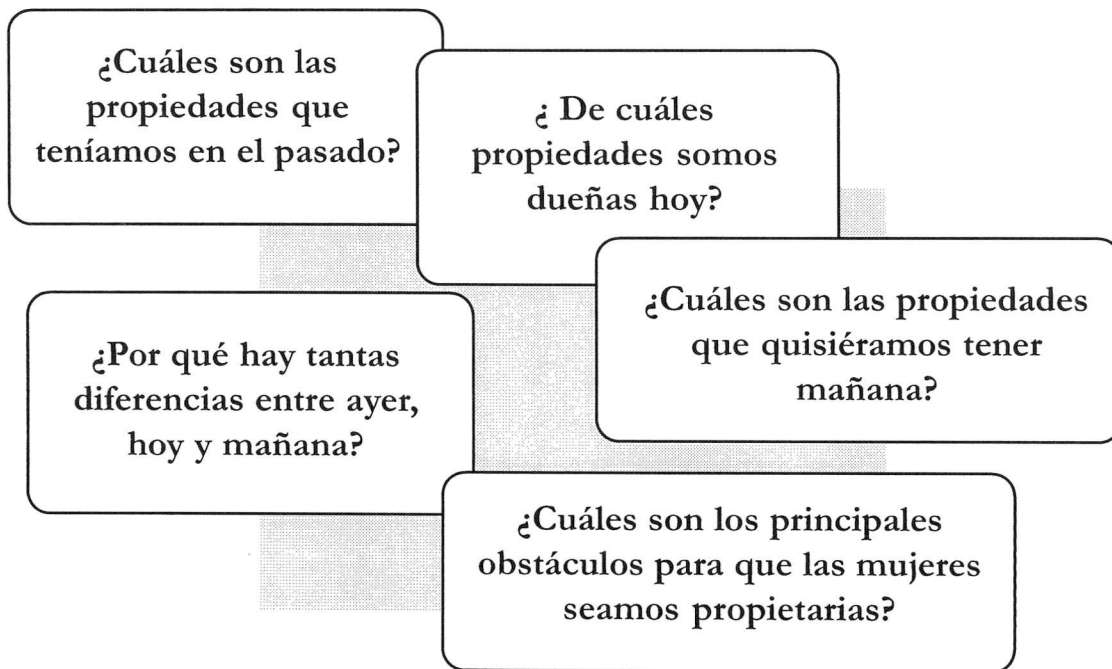 ¿Cuáles son las
propiedades que
teníamos en el pasado?
¿ De cuáles
propiedades somos
dueñas hoy?
¿Cuáles son las propiedades
que quisiéramos tener
mañana?
¿Por qué hay tantas
diferencias entre ayer,
hoy y mañana?
¿Cuáles son los principales
obstáculos para que las mujeres
seamos propietarias?